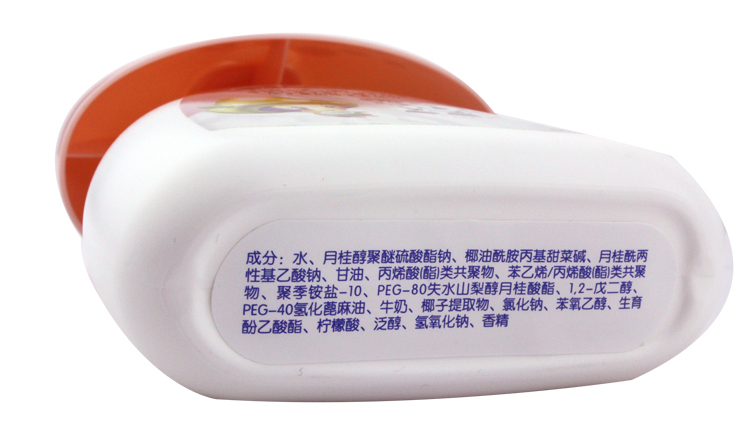 成分：水、月桂醇聚醚硫酸酯钠、椰油酰胺丙基甜菜碱、月桂酰两
性基乙酸钠、甘油、丙烯酸(酯)类共聚物、苯乙烯/丙烯酸(酯)类共聚
物、聚季铵盐-10、PEG-80失水山梨醇月桂酸酯、1,2-戊二醇、
PEG-40氢化蓖麻油、牛奶、椰子提取物、氯化钠、苯氧乙醇、生育
酚乙酸酯、柠檬酸、泛醇、氢氧化钠、香精